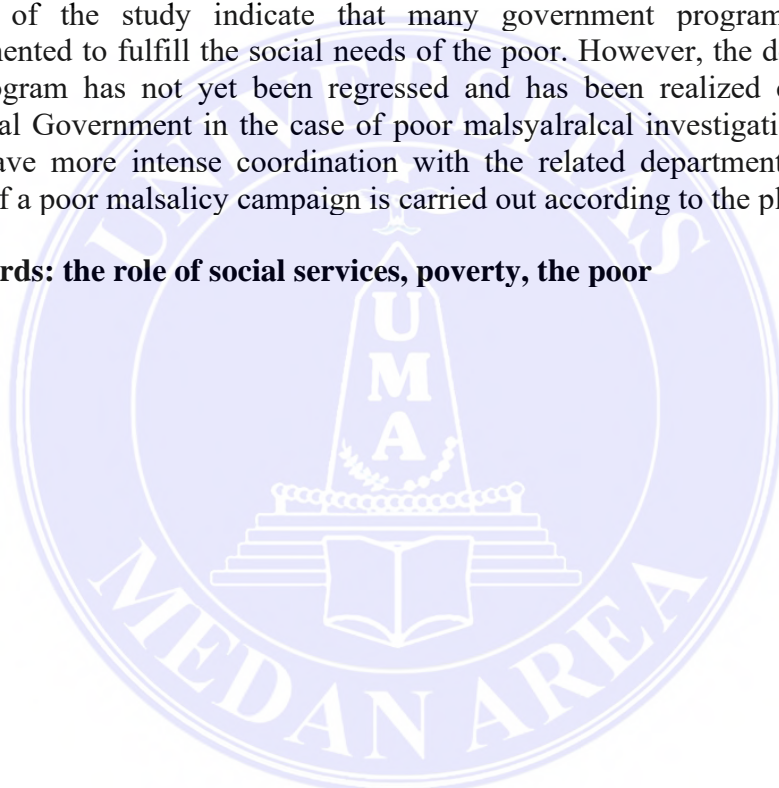 of the study indicate that many government program
nented to fulfill the social needs of the poor. However, the d
gram has not yet been regressed and has been realized
al Government in the case of poor malsyalralcal investigati
ave more intense coordination with the related department
f a poor malsalicy campaign is carried out according to the pl
rds: the role of social services, poverty, the poor
UNIVERSITAS
U
M
A
MEDAN AREA